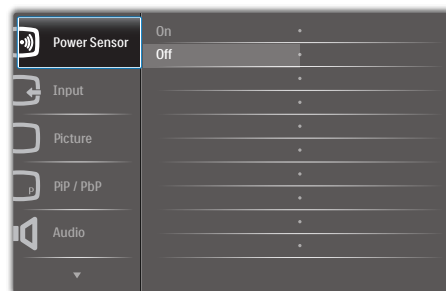 Power Sensor
On
Off
Input
Picture
P
PiP / PbP
Audio